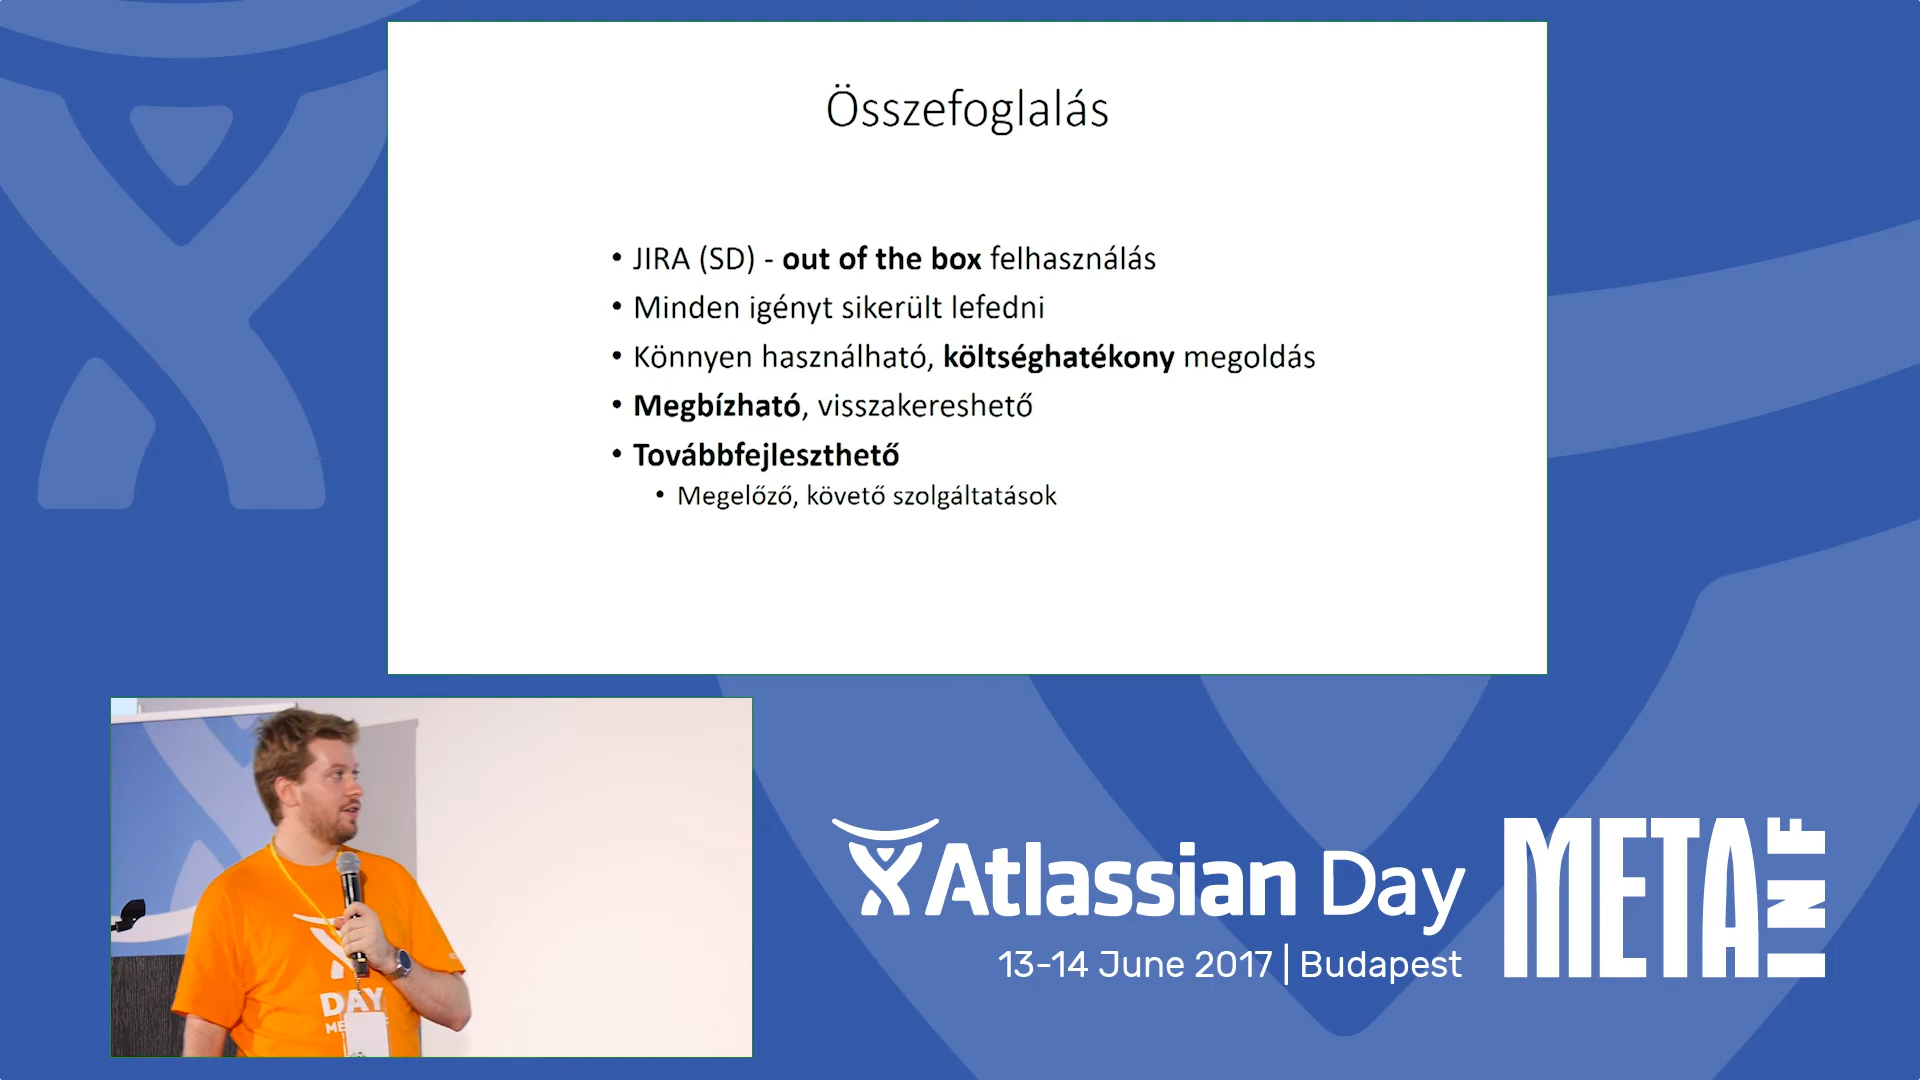 Összefoglalás
• JIRA (SD) - out of the box felhasználás
• Minden igényt sikerült lefedni
• Könnyen használható, költséghatékony megoldás
• Megbízható, visszakereshető
• Továbbfejleszthető
• Megelőző, követő szolgáltatások
DAY
Atlassian Day
13-14 June 2017 | Budapest
META
INF